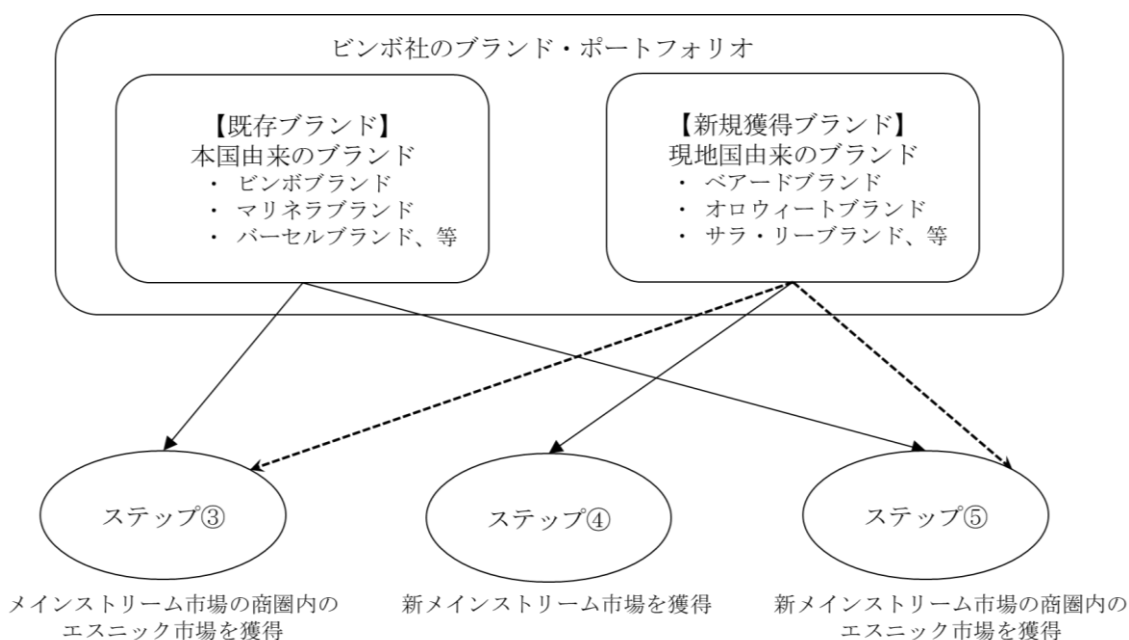 ビンボ社のブランド・ポートフォリオ
【既存ブランド】
本国由来のブランド
・ ビンボブランド
・ マリネラブランド
・ バーセルブランド、等
【新規獲得ブランド】
現地国由来のブランド
・ ベアードブランド
・ オロウィートブランド
・ サラ・リーブランド、等
ステップ③
ステップ④
ステップ⑤
メインストリーム市場の商圏内の
エスニック市場を獲得
新メインストリーム市場を獲得
新メインストリーム市場の商圏内の
エスニック市場を獲得